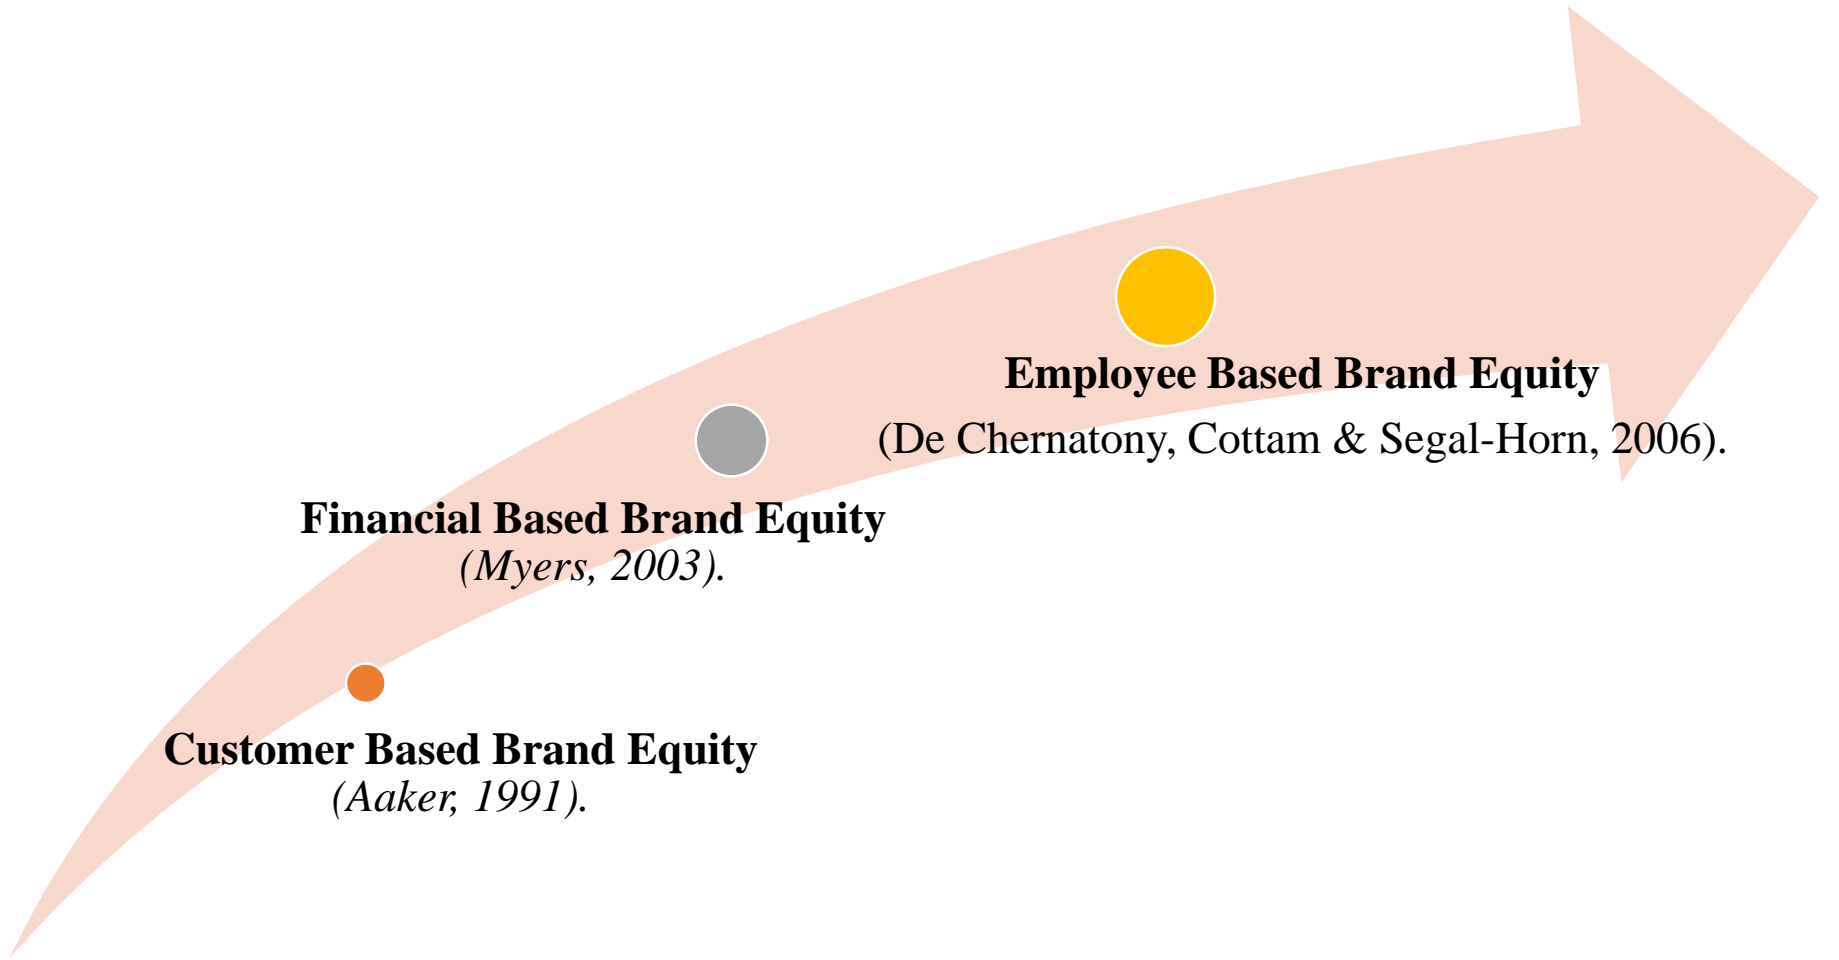 Employee Based Brand Equity
(De Chernatony, Cottam & Segal-Horn, 2006).
Financial Based Brand Equity
(Myers, 2003).
Customer Based Brand Equity
(Aaker, 1991).